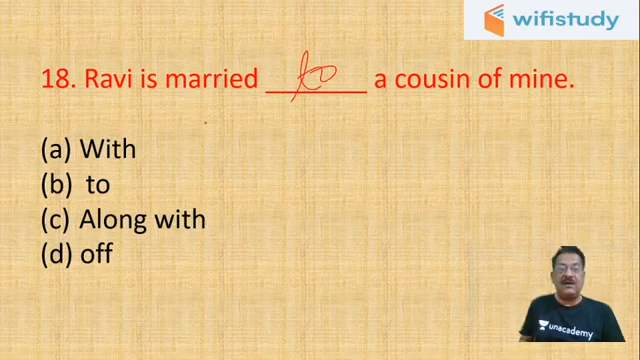 wifistudy
18. Ravi is married to a cousin of mine.
(a) With
(b) to
(c) Along with
(d) off
unacademy